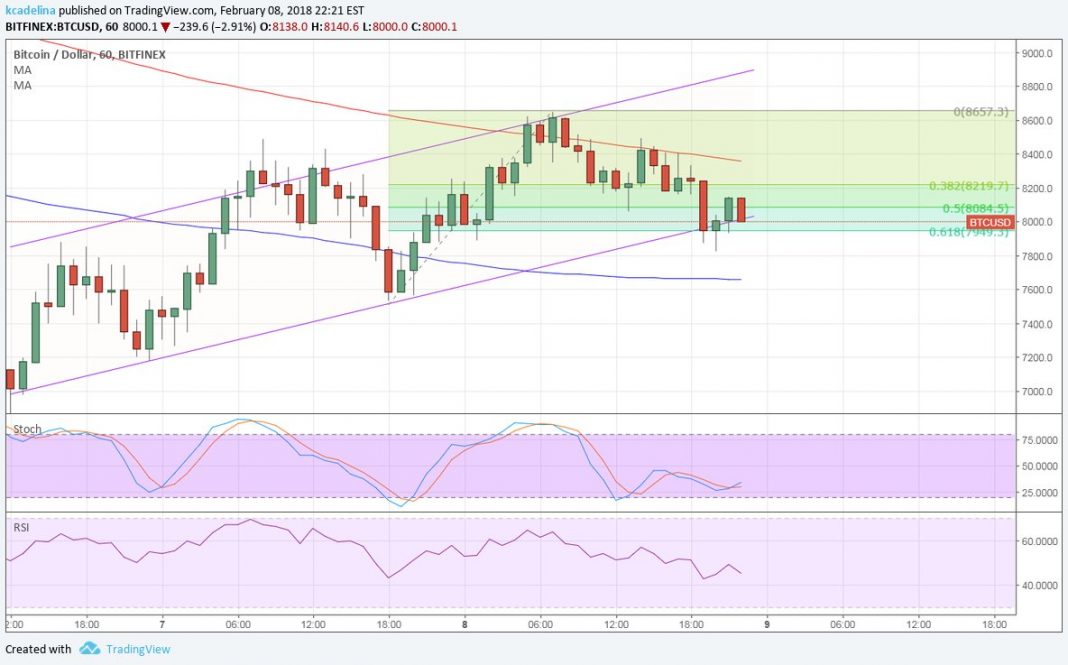 kcadelina published on TradingView.com, February 08, 2018 22:21 EST
BITFINEX:BTCUSD, 60 8000.1 ▼ −239.6 (−2.91%) O:8138.0 H:8140.6 L:8000.0 C:8000.1
Bitcoin / Dollar, 60, BITFINEX
MA
MA
9000.0
8800.0
0(8657.3)
8600.0
8400.0
0.382(8219.7)
8200.0
0.5(8084.5)
BTCUSD
8000.0
0.618(7949.3)
7800.0
7600.0
7400.0
7200.0
7000.0
Stoch
75.0000
50.0000
25.0000
RSI
60.0000
40.0000
2:00 18:00 7 06:00 12:00 18:00 8 06:00 12:00 18:00 9 06:00 12:00 18:00
Created with TradingView